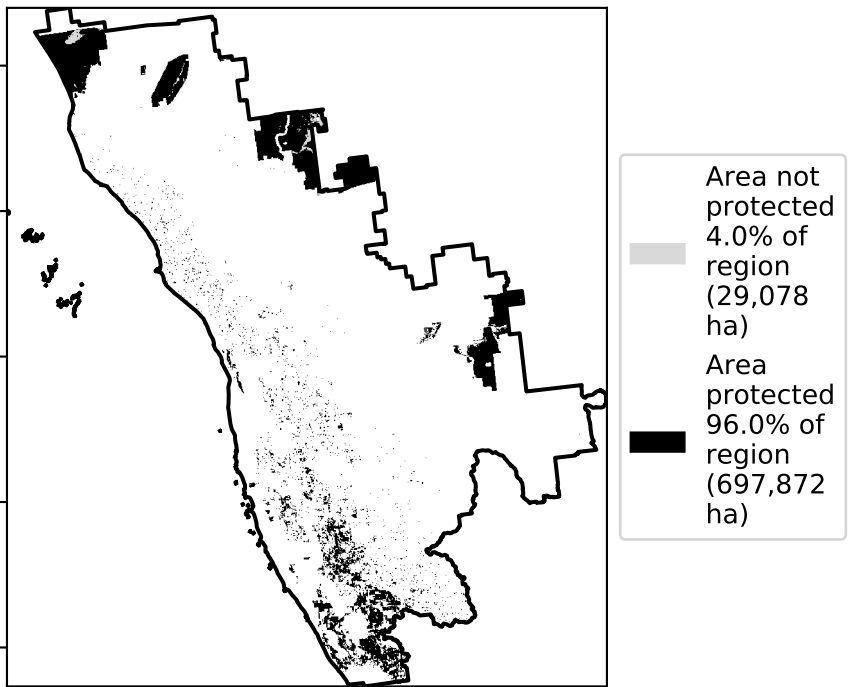 Area not
protected
4.0% of
region
(29,078
ha)
Area
protected
96.0% of
region
(697,872
ha)